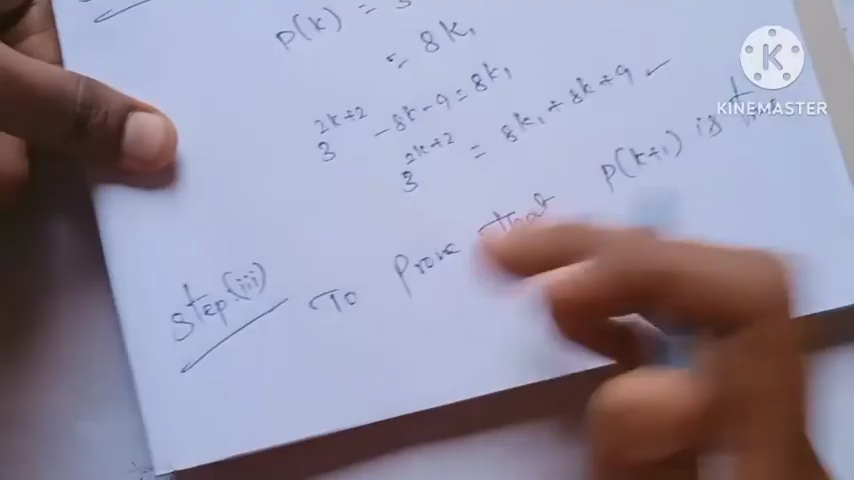 P(k) = 3
= 8k₁
3^{2k+2} - 8k - 9 = 8k₁
3^{2k+2} = 8k₁ + 8k + 9 ✓
Step(iii) To Prove that P(k+1) is
K
KINEMASTER